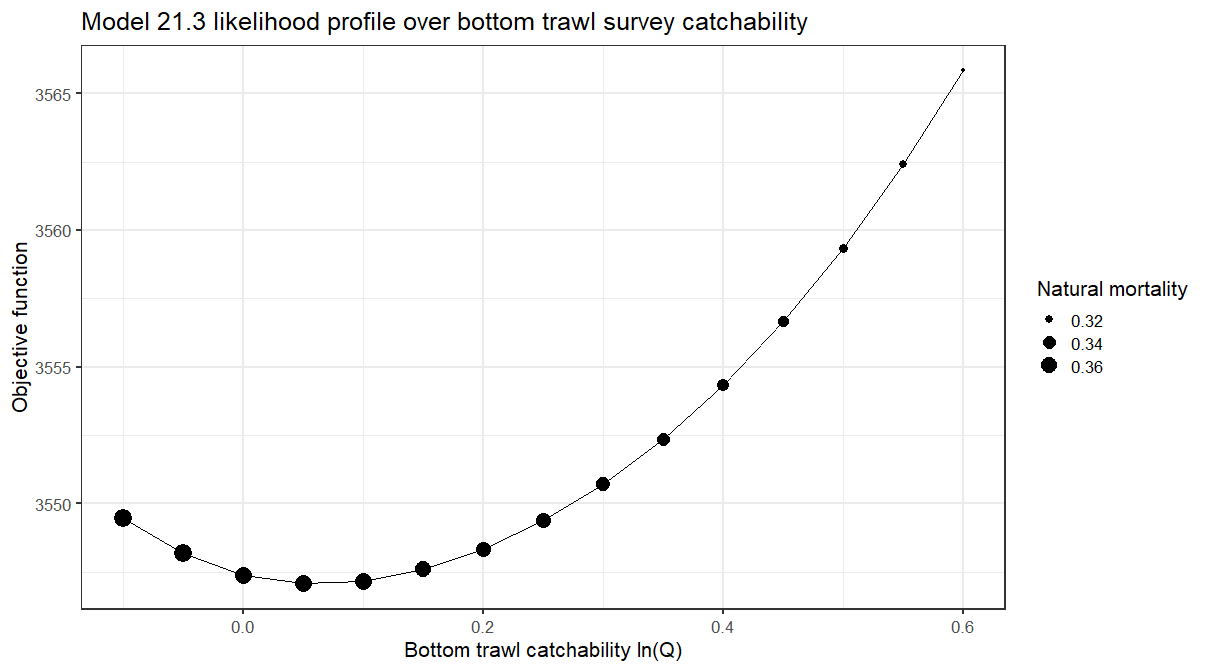 Model 21.3 likelihood profile over bottom trawl survey catchability
3565
3560
3555
3550
Objective function
0.0 0.2 0.4 0.6
Bottom trawl catchability ln(Q)
Natural mortality
0.32
0.34
0.36